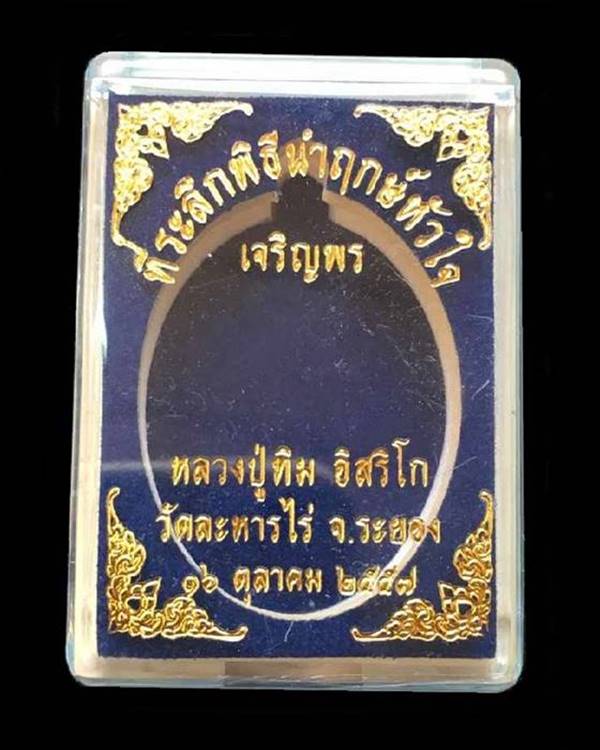 ที่ระลึกพิธีนำฤกษ์หัวใจ
เจริญพร
หลวงปู่ทิม อิสริโก
วัดละหารไร่ จ.ระยอง
๑๖ ตุลาคม ๒๕๕๗